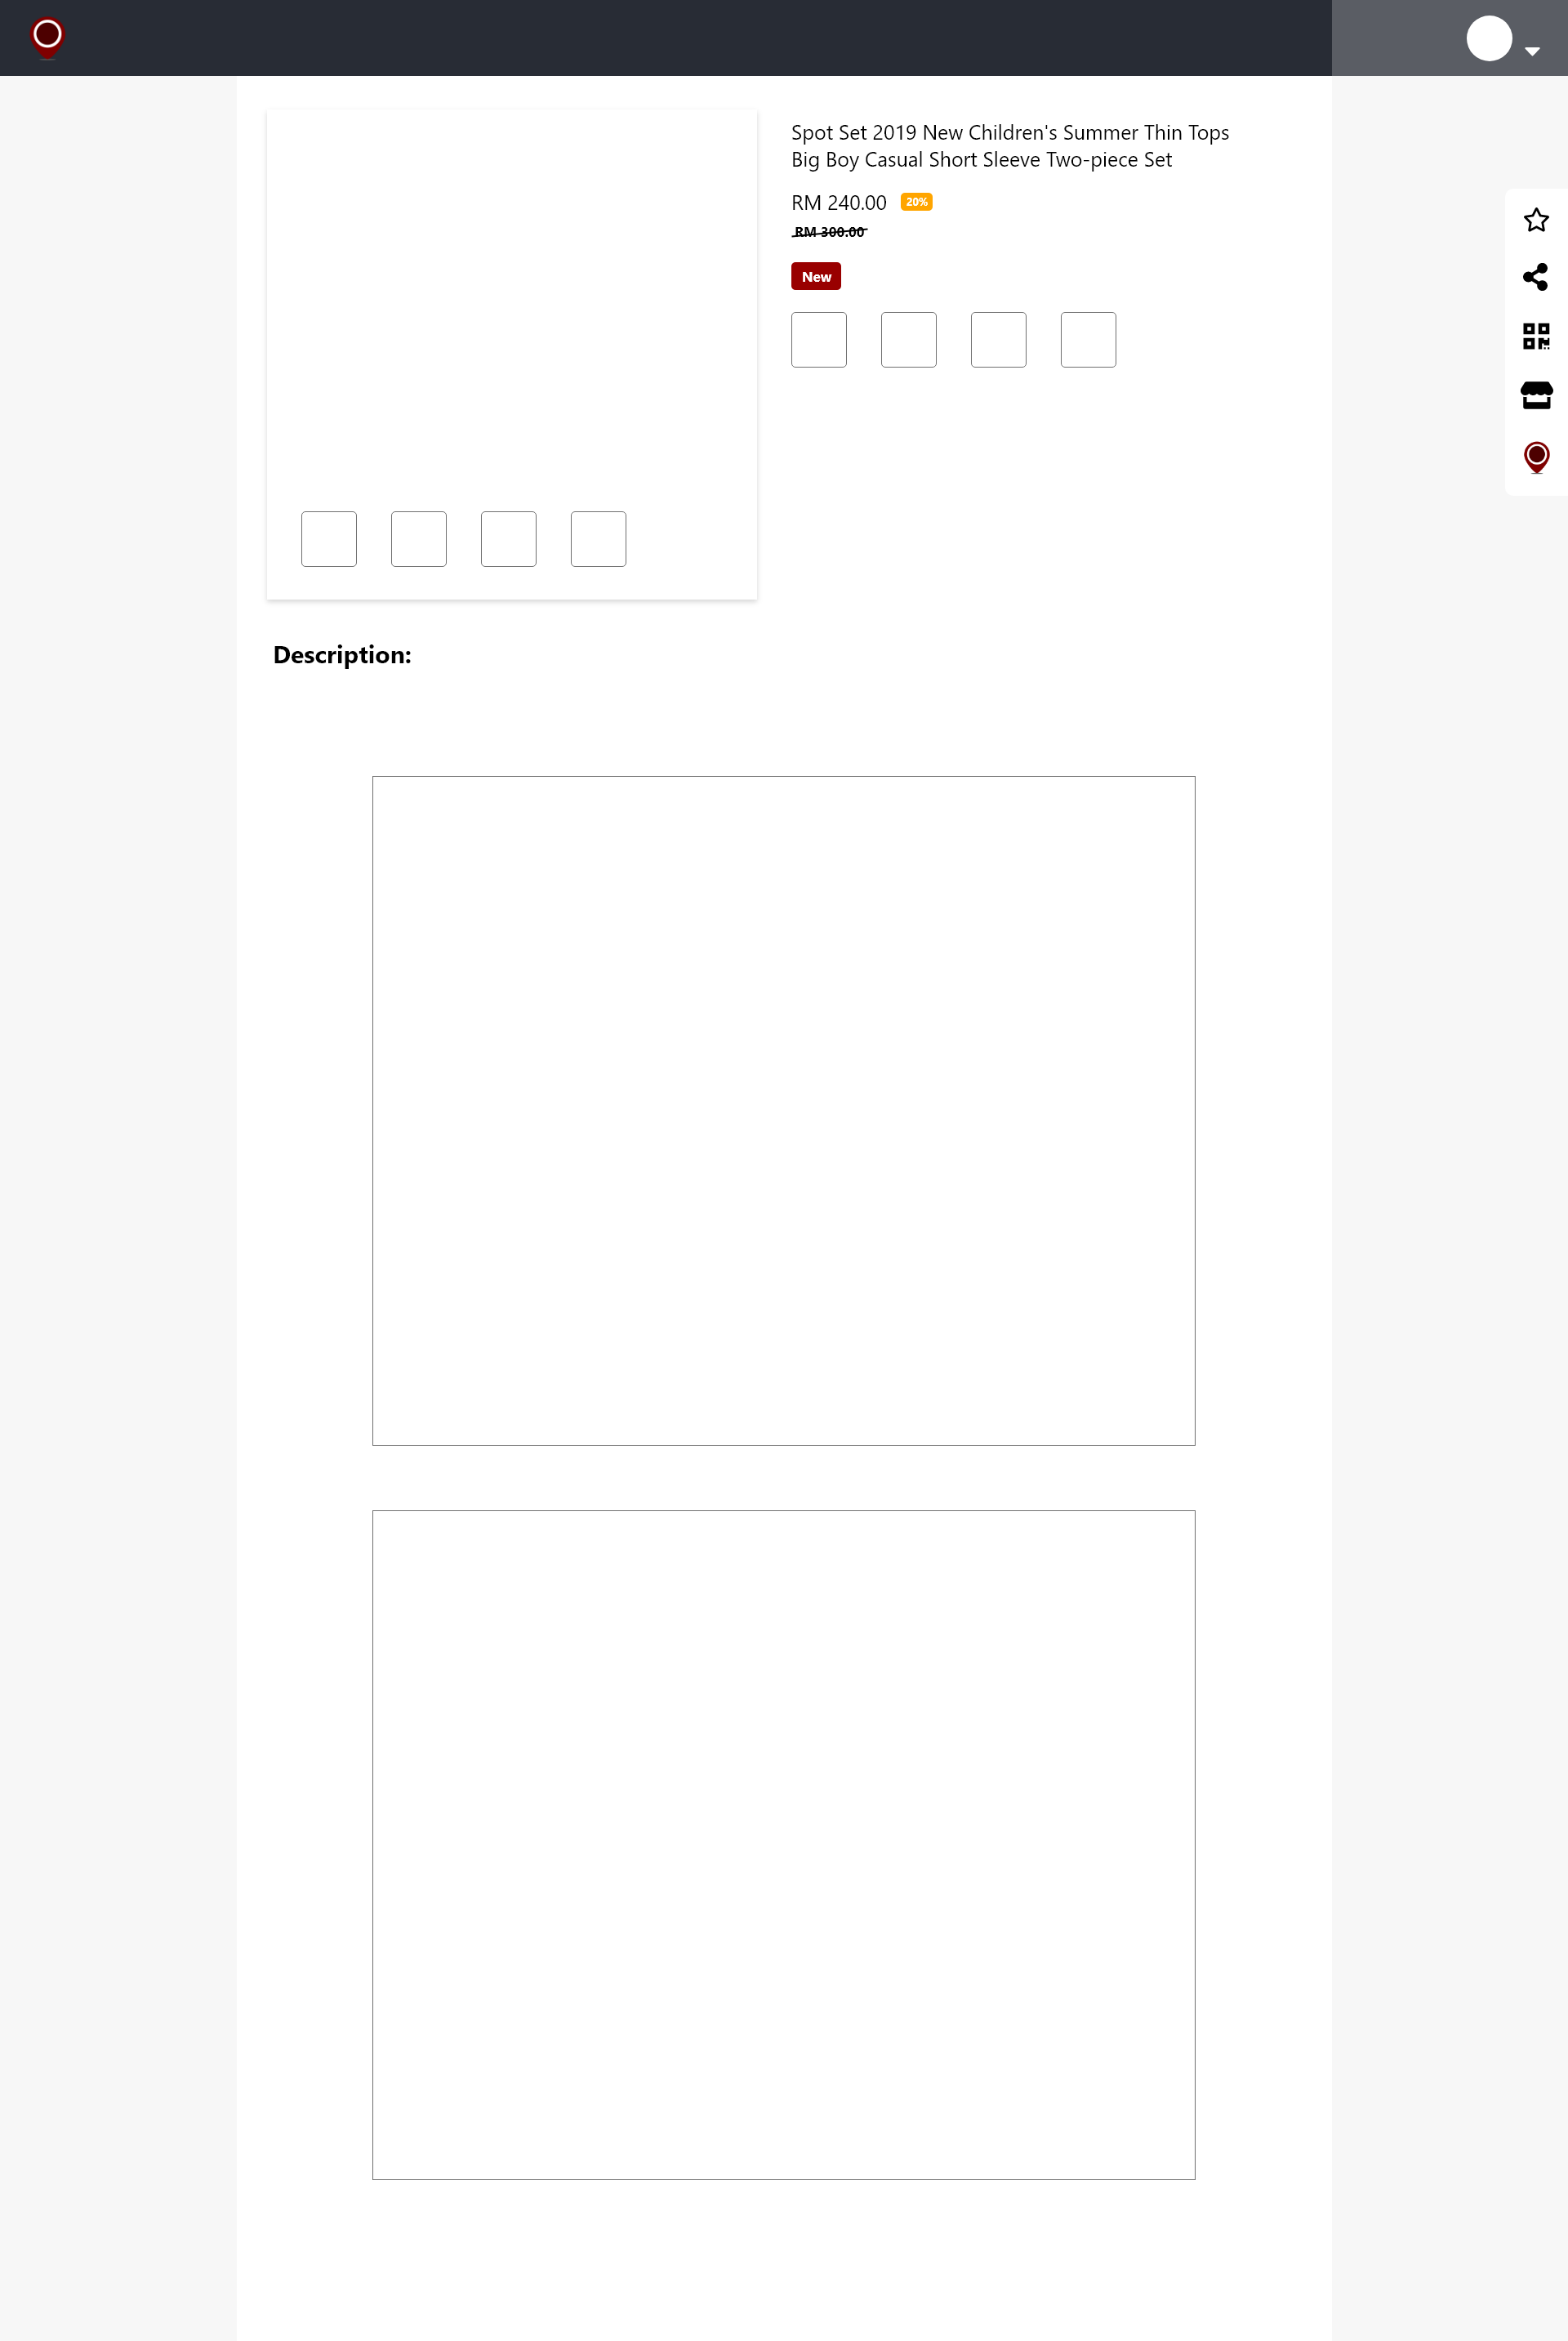 Spot Set 2019 New Children's Summer Thin Tops
Big Boy Casual Short Sleeve Two-piece Set
RM 240.00 20%
RM 300.00
New
Description: